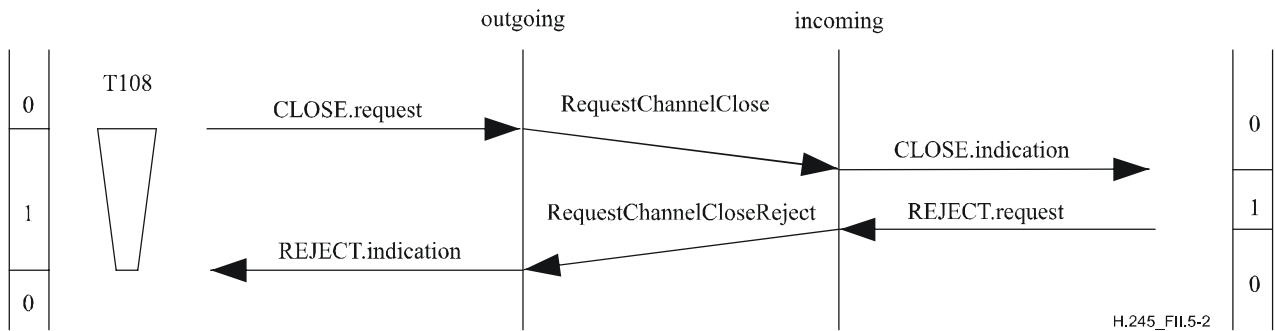 outgoing
incoming
T108
0
CLOSE.request
RequestChannelClose
0
CLOSE.indication
1
RequestChannelCloseReject
REJECT.request
1
REJECT.indication
0
0
H.245_FII.5-2